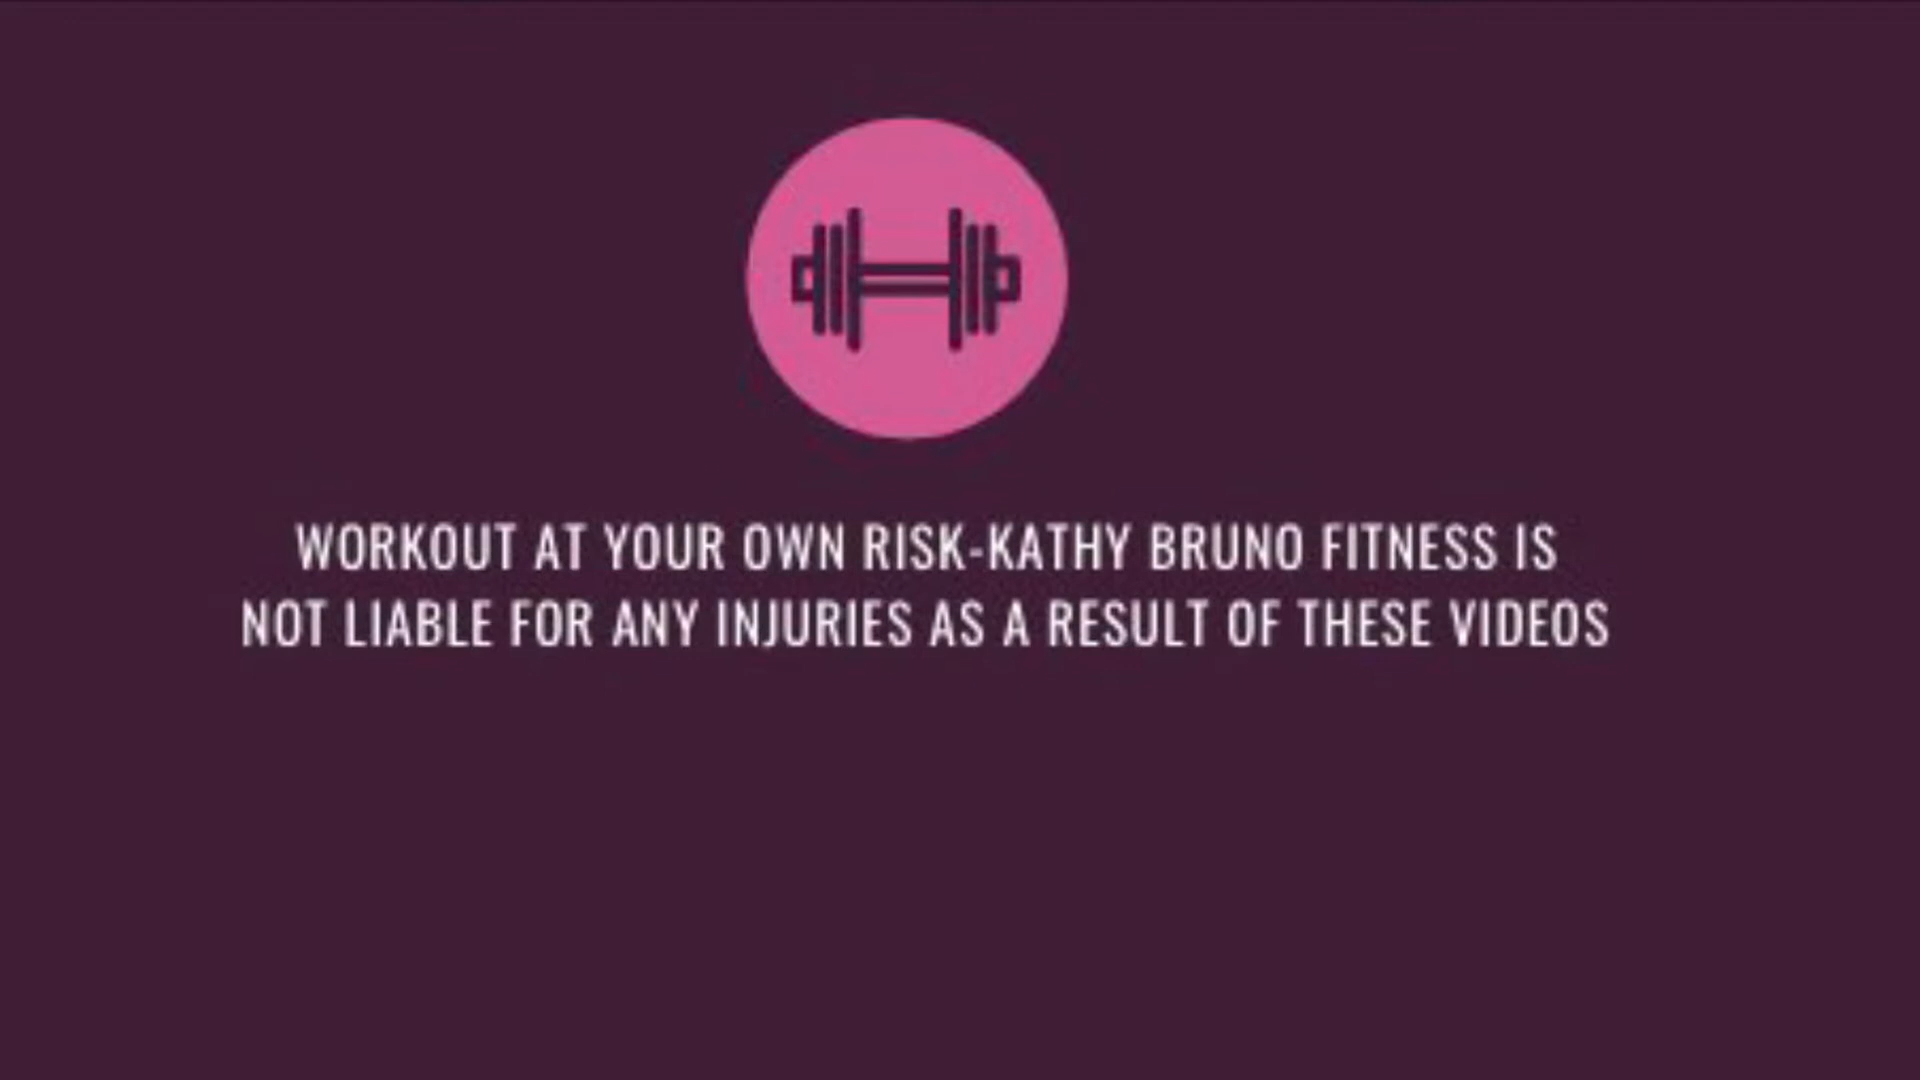 WORKOUT AT YOUR OWN RISK-KATHY BRUNO FITNESS IS
NOT LIABLE FOR ANY INJURIES AS A RESULT OF THESE VIDEOS